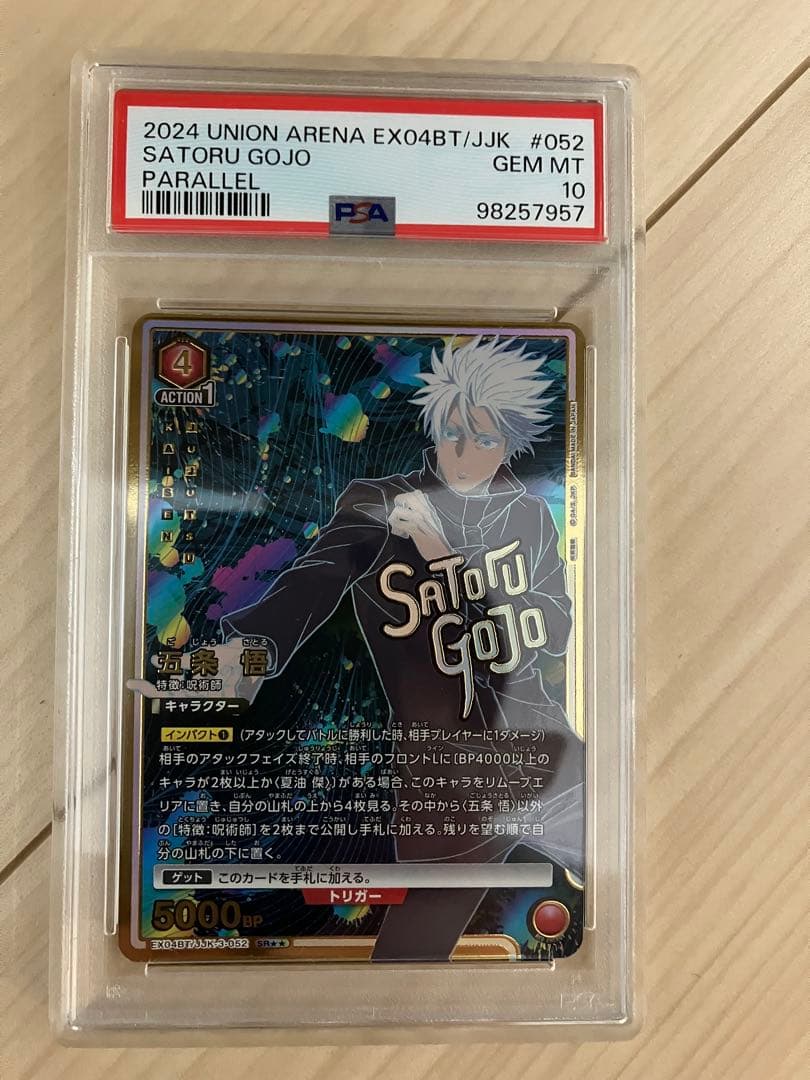 2024 UNION ARENA EX04BT/JJK #052
SATORU GOJO GEM MT
PARALLEL 10
PSA 98257957
4
ACTION 1
JUJUTSU
KAISEN
SATORU
GOJO
ごじょう さとる
五条 悟
特徴:呪術師
キャラクター
インパクト1 (アタックしてバトルに勝利した時、相手プレイヤーに1ダメージ)
相手のアタックフェイズ終了時、相手のフロントLに〔BP4000以上の
キャラが2枚以上か〈夏油 傑〉〕がある場合、このキャラをリムーブエ
リアに置き、自分の山札の上から4枚見る。その中から〈五条 悟〉以外
の[特徴:呪術師]を2枚まで公開し手札に加える。残りを望む順で自
分の山札の下に置く。
ゲット このカードを手札に加える。
トリガー
5000BP
EX04BT/JJK-3-052 SR★★